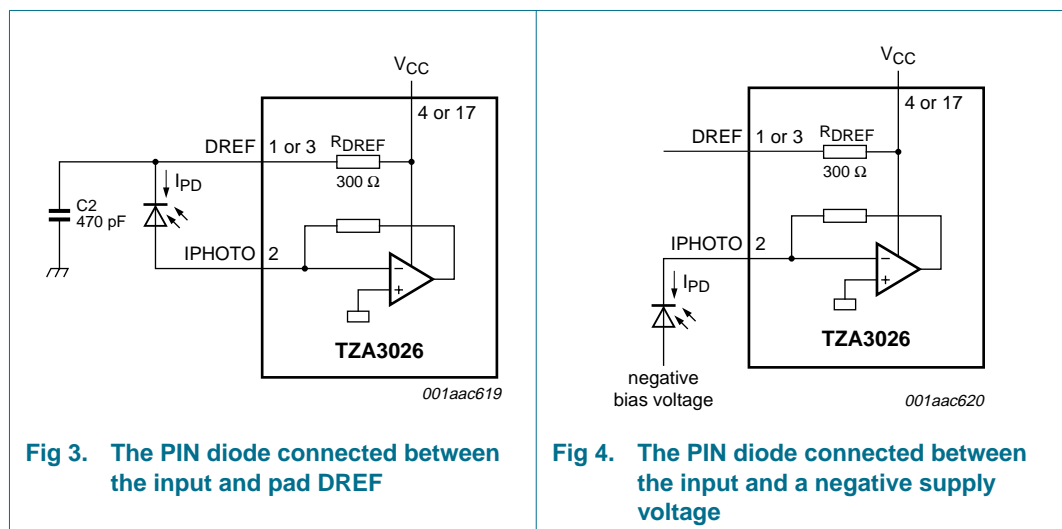 VCC
4 or 17
DREF
1 or 3
RDREF
300 Ω
IPD
C2
470 pF
IPHOTO
2
−
+
TZA3026
001aac619
Fig 3. The PIN diode connected between
the input and pad DREF
VCC
4 or 17
DREF
1 or 3
RDREF
300 Ω
IPHOTO
2
IPD
−
+
TZA3026
negative
bias voltage
001aac620
Fig 4. The PIN diode connected between
the input and a negative supply
voltage